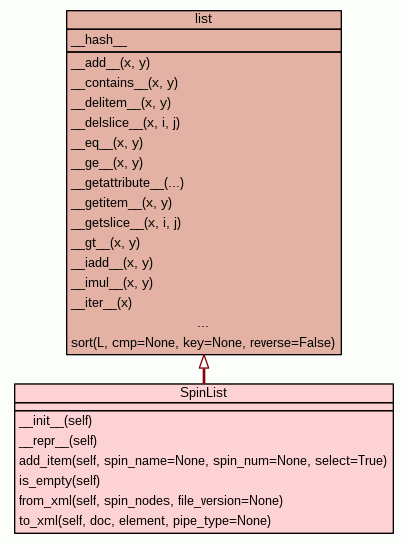 list
__hash__
__add__(x, y)
__contains__(x, y)
__delitem__(x, y)
__delslice__(x, i, j)
__eq__(x, y)
__ge__(x, y)
__getattribute__(...)
__getitem__(x, y)
__getslice__(x, i, j)
__gt__(x, y)
__iadd__(x, y)
__imul__(x, y)
__iter__(x)
...
sort(L, cmp=None, key=None, reverse=False)
SpinList
__init__(self)
__repr__(self)
add_item(self, spin_name=None, spin_num=None, select=True)
is_empty(self)
from_xml(self, spin_nodes, file_version=None)
to_xml(self, doc, element, pipe_type=None)